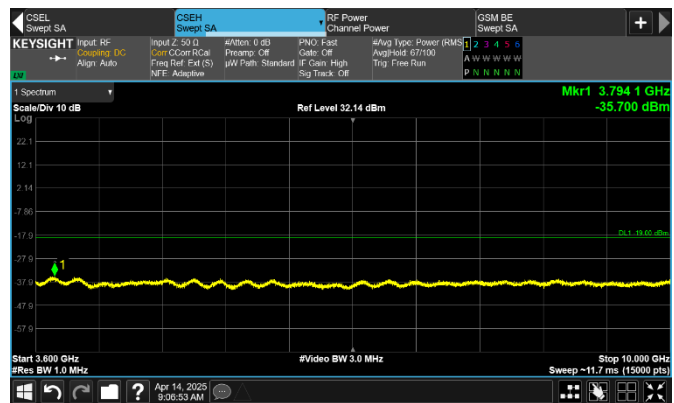 CSEL
Swept SA
CSEH
Swept SA
RF Power
Channel Power
GSM BE
Swept SA
+
KEYSIGHT
LXI
Input: RF
Coupling: DC
Align: Auto
Input Z: 50 Ω
Corr CCorr RCal
Freq Ref: Ext (S)
NFE: Adaptive
#Atten: 0 dB
Preamp: Off
µW Path: Standard
PNO: Fast
Gate: Off
IF Gain: High
Sig Track: Off
#Avg Type: Power (RMS)
Avg|Hold: 67/100
Trig: Free Run
1 2 3 4 5 6
A W W W W W
P N N N N N
1 Spectrum
Mkr1 3.794 1 GHz
Scale/Div 10 dB
Ref Level 32.14 dBm
-35.700 dBm
Log
22.1
12.1
2.14
-7.86
-17.9
DL1 -19.00 dBm
-27.9
1
-37.9
-47.9
-57.9
Start 3.600 GHz
#Video BW 3.0 MHz
Stop 10.000 GHz
#Res BW 1.0 MHz
Sweep ~11.7 ms (15000 pts)
?
Apr 14, 2025
9:06:53 AM